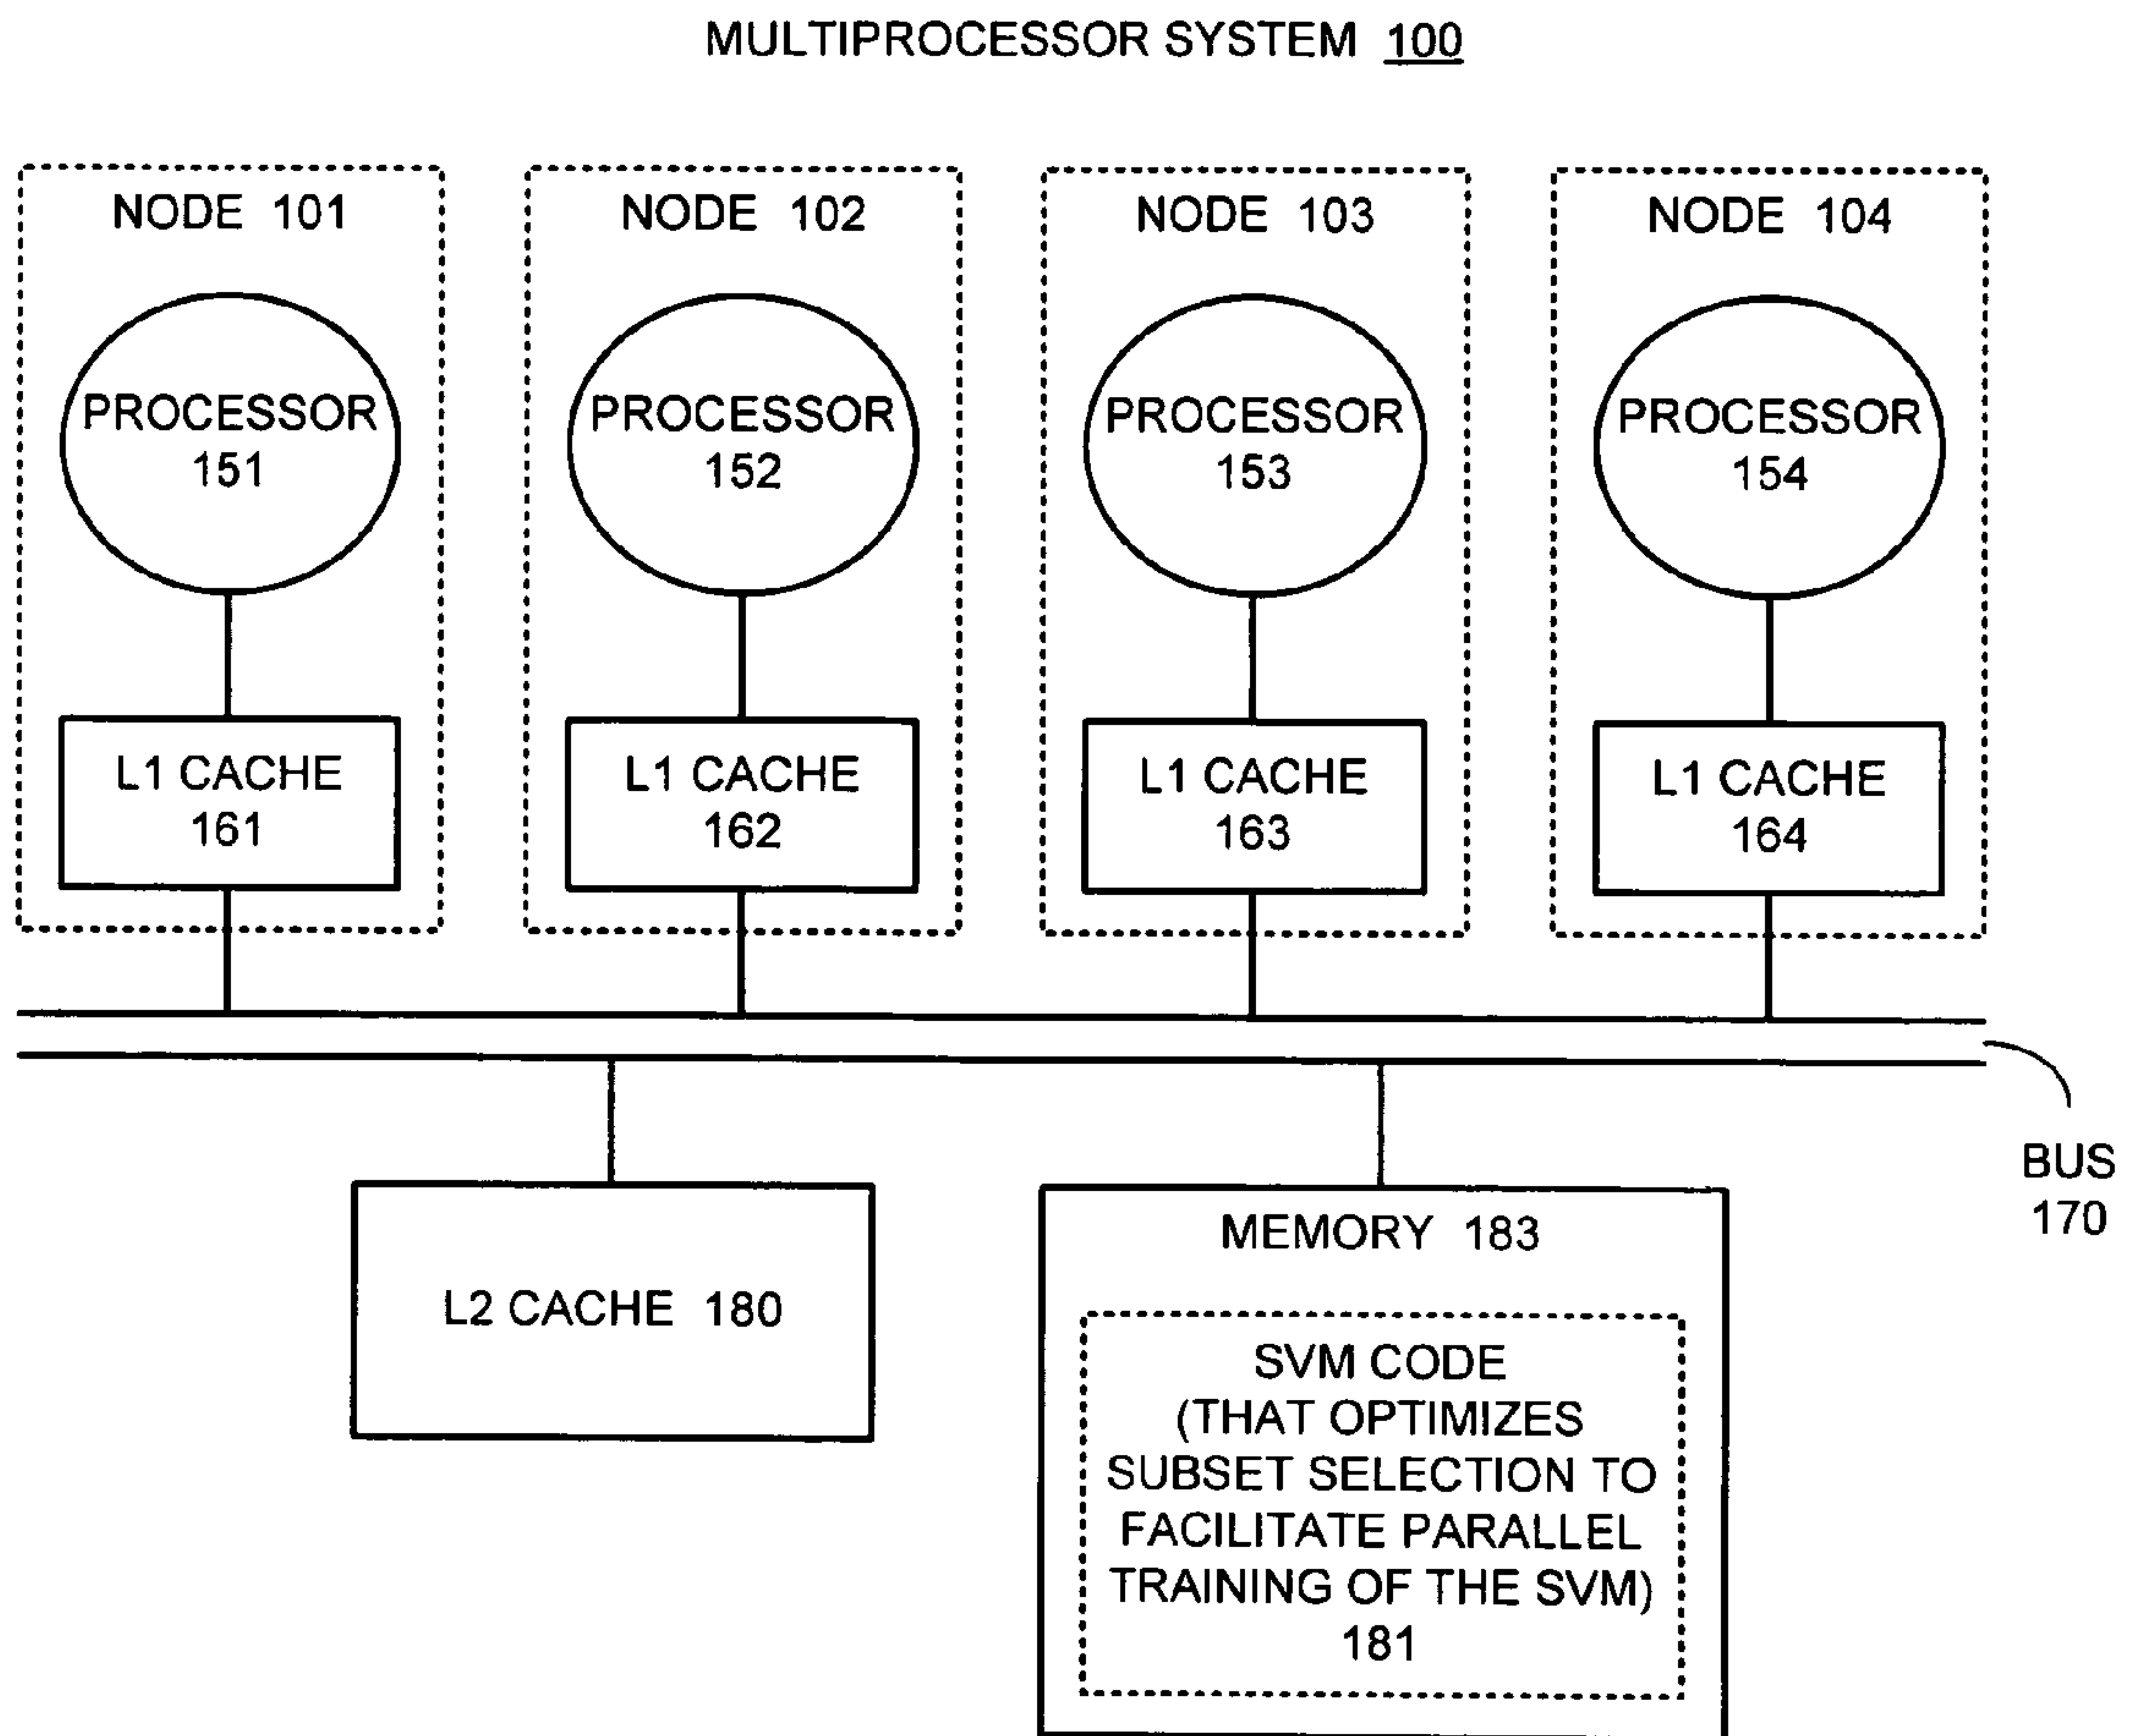 MULTIPROCESSOR SYSTEM 100
NODE 101
PROCESSOR
151
L1 CACHE
161
NODE 102
PROCESSOR
152
L1 CACHE
162
NODE 103
PROCESSOR
153
L1 CACHE
163
NODE 104
PROCESSOR
154
L1 CACHE
164
BUS
170
L2 CACHE 180
MEMORY 183
SVM CODE
(THAT OPTIMIZES
SUBSET SELECTION TO
FACILITATE PARALLEL
TRAINING OF THE SVM)
181